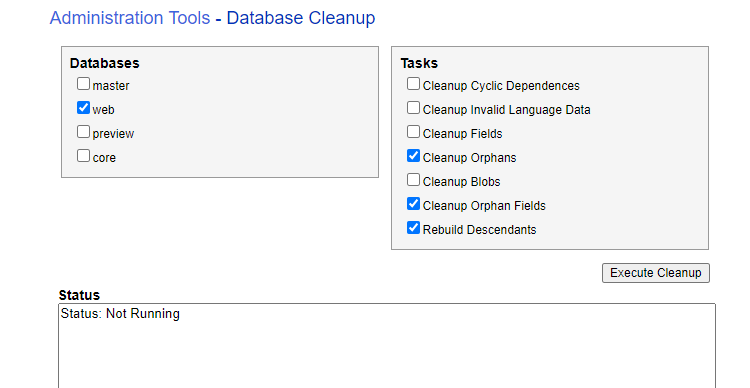 Administration Tools - Database Cleanup
Databases
master
web
preview
core
Tasks
Cleanup Cyclic Dependences
Cleanup Invalid Language Data
Cleanup Fields
Cleanup Orphans
Cleanup Blobs
Cleanup Orphan Fields
Rebuild Descendants
Execute Cleanup
Status
Status: Not Running